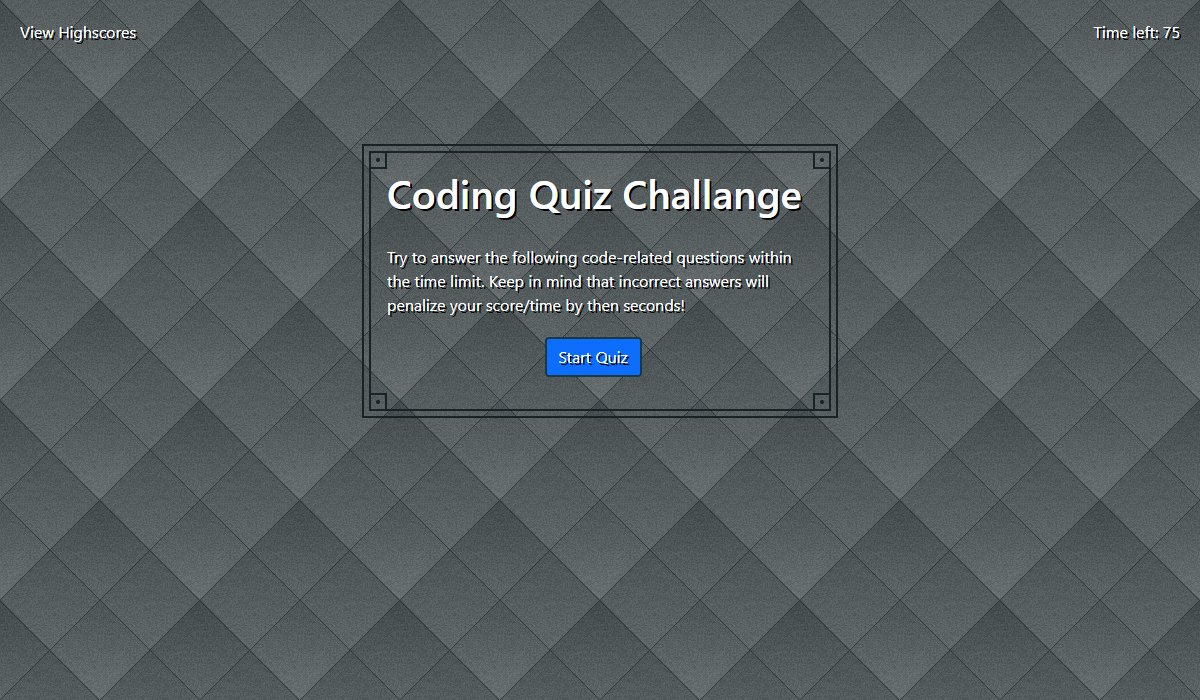 View Highscores
Time left: 75
Coding Quiz Challange
Try to answer the following code-related questions within
the time limit. Keep in mind that incorrect answers will
penalize your score/time by then seconds!
Start Quiz